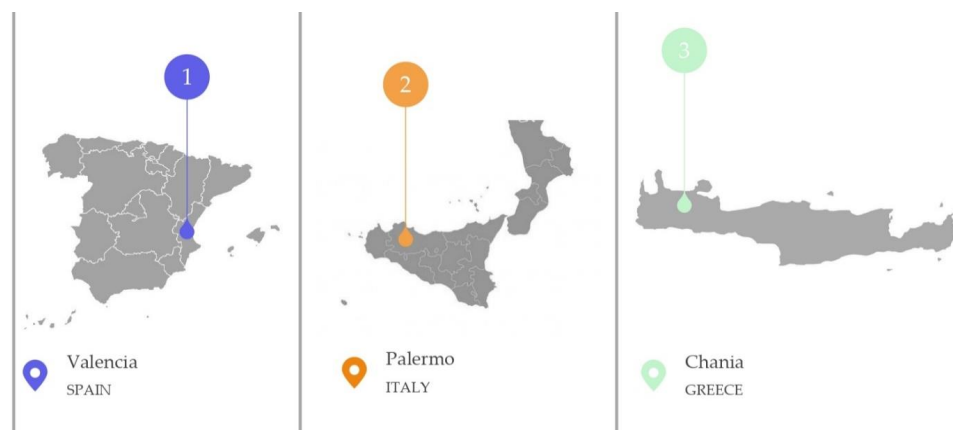 1
2
3
Valencia
SPAIN
Palermo
ITALY
Chania
GREECE